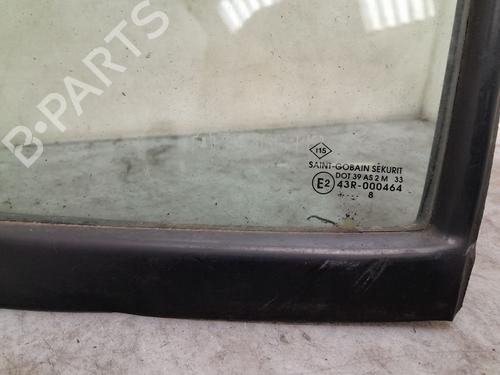 B-PARTS
I15
SAINT-GOBAIN SEKURIT
DOT 39 AS 2 M 33
E2 43R-000464
..... 8